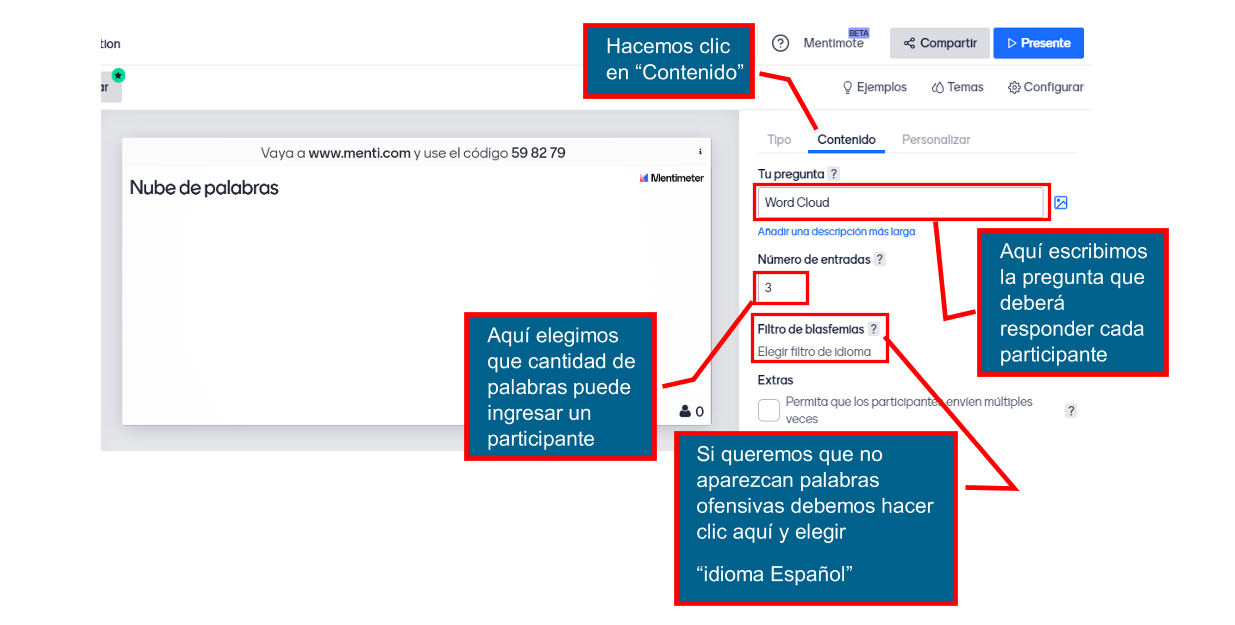 tion
Hacemos clic
en “Contenido”
? Mentimote BETA
Compartir
Presente
ar
Ejemplos
Temas
Configurar
Vaya a www.menti.com y use el código 59 82 79
i
Nube de palabras
Mentimeter
0
Tipo
Contenido
Personalizar
Tu pregunta ?
Word Cloud
Añadir una descripción más larga
Número de entradas ?
3
Filtro de blasfemias ?
Elegir filtro de idioma
Extras
Permita que los participantes envíen múltiples
veces
?
Aquí escribimos
la pregunta que
deberá
responder cada
participante
Aquí elegimos
que cantidad de
palabras puede
ingresar un
participante
Si queremos que no
aparezcan palabras
ofensivas debemos hacer
clic aquí y elegir
“idioma Español”